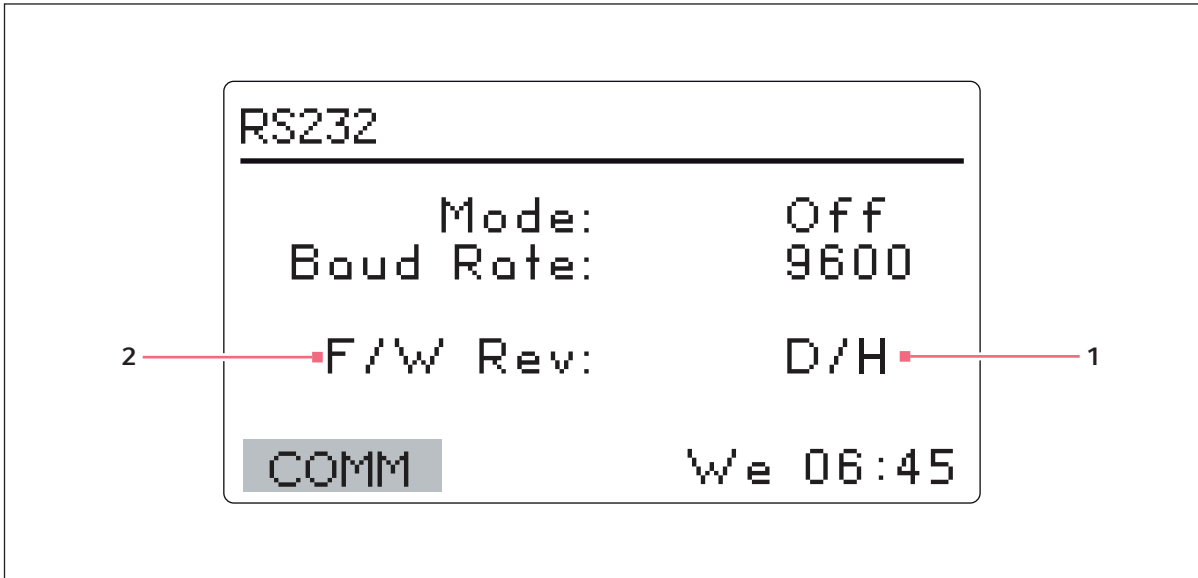 RS232
Mode: Off
Baud Rate: 9600
2 F/W Rev: D/H 1
COMM We 06:45